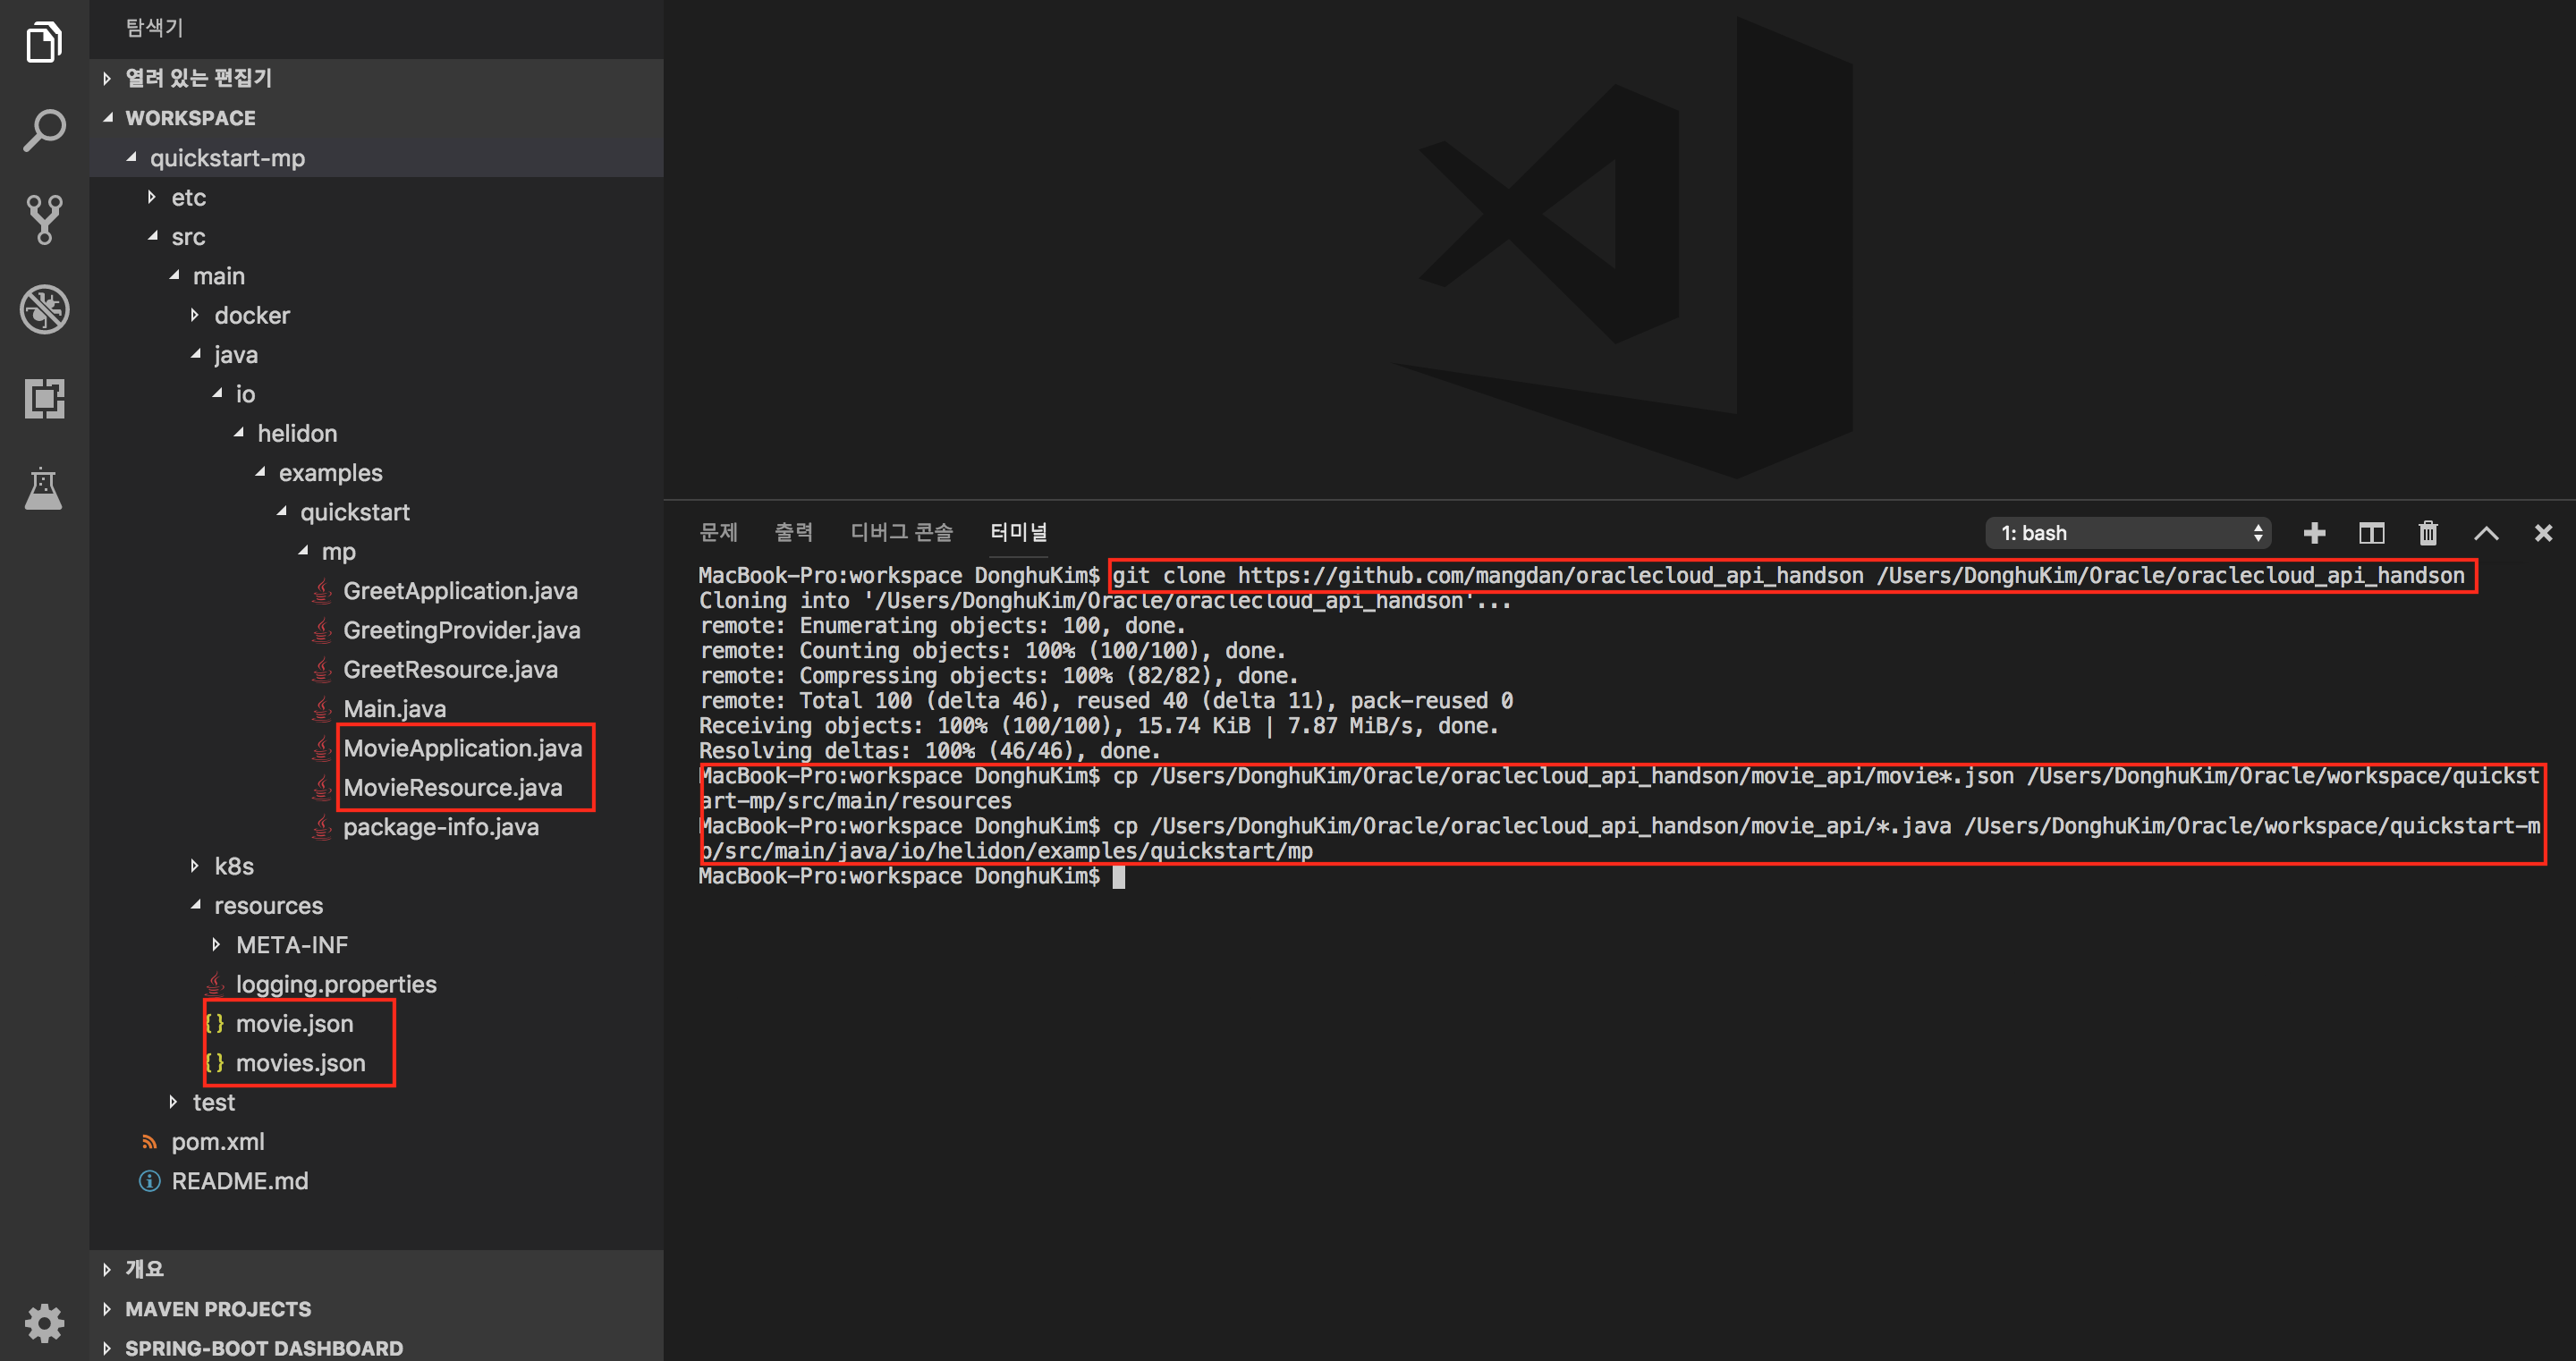 탐색기
열려 있는 편집기
WORKSPACE
quickstart-mp
etc
src
main
docker
java
io
helidon
examples
quickstart
mp
GreetApplication.java
GreetingProvider.java
GreetResource.java
Main.java
MovieApplication.java
MovieResource.java
package-info.java
k8s
resources
META-INF
logging.properties
{ } movie.json
{ } movies.json
test
pom.xml
README.md
개요
MAVEN PROJECTS
SPRING-BOOT DASHBOARD
문제 출력 디버그 콘솔 터미널
1: bash
MacBook-Pro:workspace DonghuKim$ git clone https://github.com/mangdan/oraclecloud_api_handson /Users/DonghuKim/Oracle/oraclecloud_api_handson
Cloning into '/Users/DonghuKim/Oracle/oraclecloud_api_handson'...
remote: Enumerating objects: 100, done.
remote: Counting objects: 100% (100/100), done.
remote: Compressing objects: 100% (82/82), done.
remote: Total 100 (delta 46), reused 40 (delta 11), pack-reused 0
Receiving objects: 100% (100/100), 15.74 KiB | 7.87 MiB/s, done.
Resolving deltas: 100% (46/46), done.
MacBook-Pro:workspace DonghuKim$ cp /Users/DonghuKim/Oracle/oraclecloud_api_handson/movie_api/movie*.json /Users/DonghuKim/Oracle/workspace/quickst
art-mp/src/main/resources
MacBook-Pro:workspace DonghuKim$ cp /Users/DonghuKim/Oracle/oraclecloud_api_handson/movie_api/*.java /Users/DonghuKim/Oracle/workspace/quickstart-m
p/src/main/java/io/helidon/examples/quickstart/mp
MacBook-Pro:workspace DonghuKim$